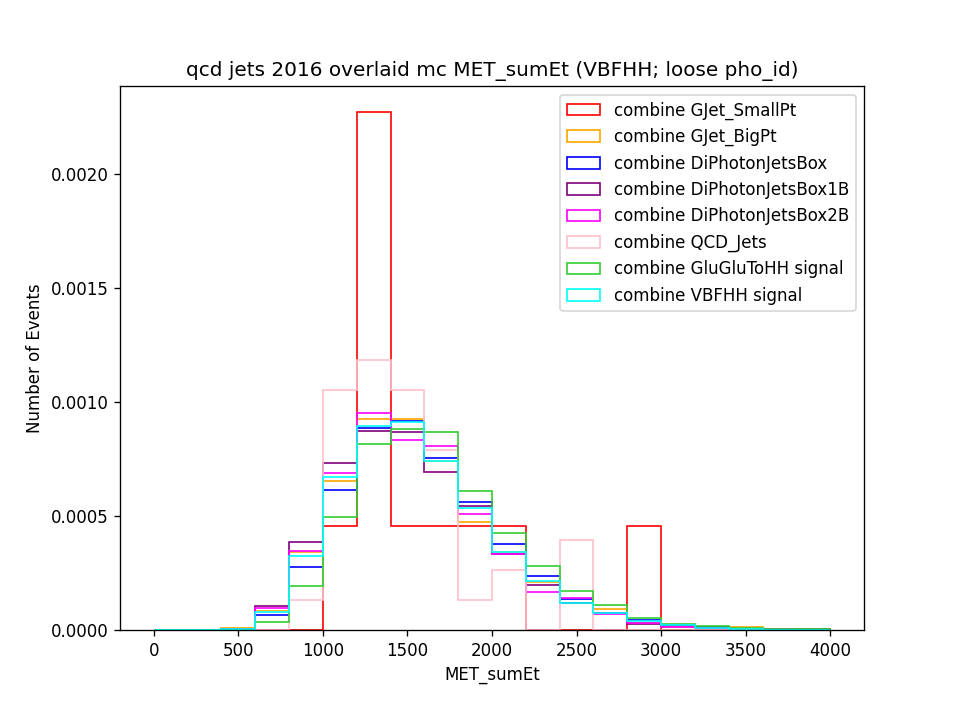 qcd jets 2016 overlaid mc MET_sumEt (VBFHH; loose pho_id)
combine GJet_SmallPt
combine GJet_BigPt
combine DiPhotonJetsBox
combine DiPhotonJetsBox1B
combine DiPhotonJetsBox2B
combine QCD_Jets
combine GluGluToHH signal
combine VBFHH signal
Number of Events
0.0020
0.0015
0.0010
0.0005
0.0000
0 500 1000 1500 2000 2500 3000 3500 4000
MET_sumEt